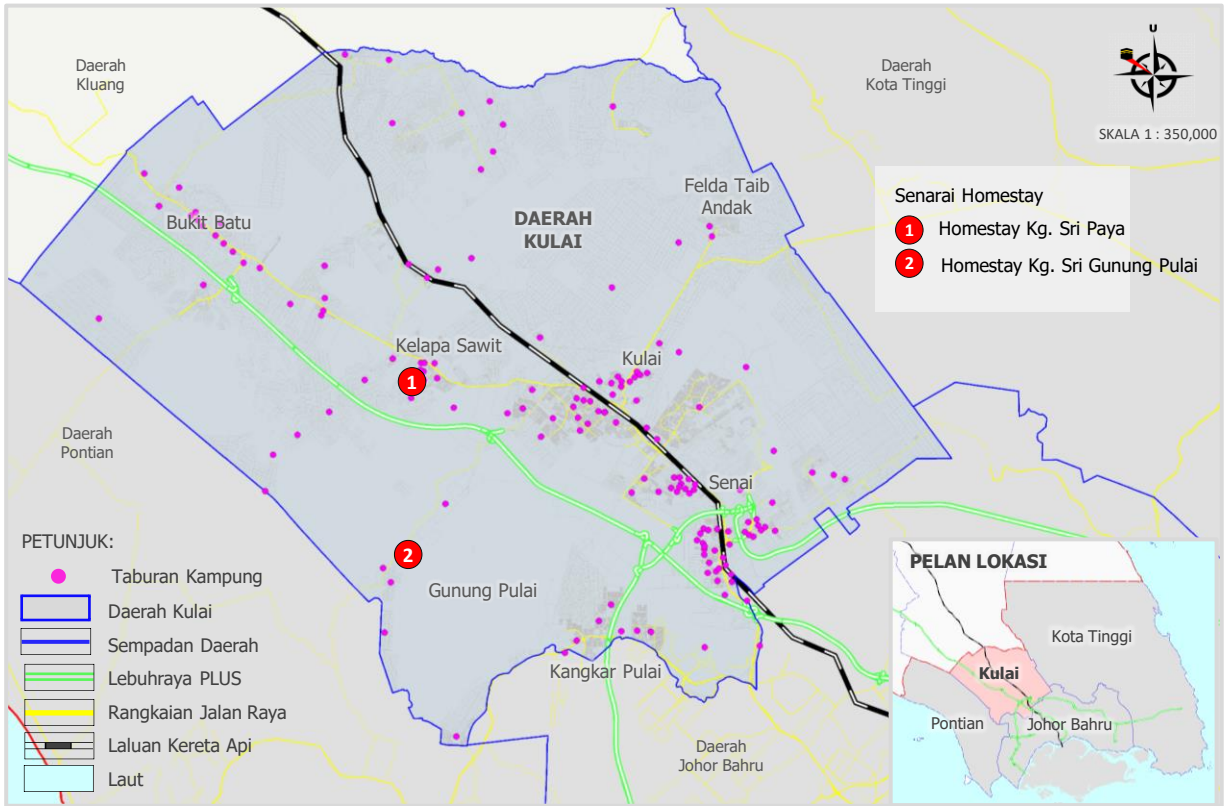 Daerah
Kluang
Daerah
Kota Tinggi
U
SKALA 1 : 350,000
Senarai Homestay
1 Homestay Kg. Sri Paya
2 Homestay Kg. Sri Gunung Pulai
Felda Taib
Andak
Bukit Batu
DAERAH
KULAI
Kelapa Sawit
1
Kulai
Daerah
Pontian
Senai
2
Gunung Pulai
Kangkar Pulai
Daerah
Johor Bahru
PETUNJUK:
Taburan Kampung
Daerah Kulai
Sempadan Daerah
Lebuhraya PLUS
Rangkaian Jalan Raya
Laluan Kereta Api
Laut
PELAN LOKASI
Kota Tinggi
Kulai
Pontian
Johor Bahru